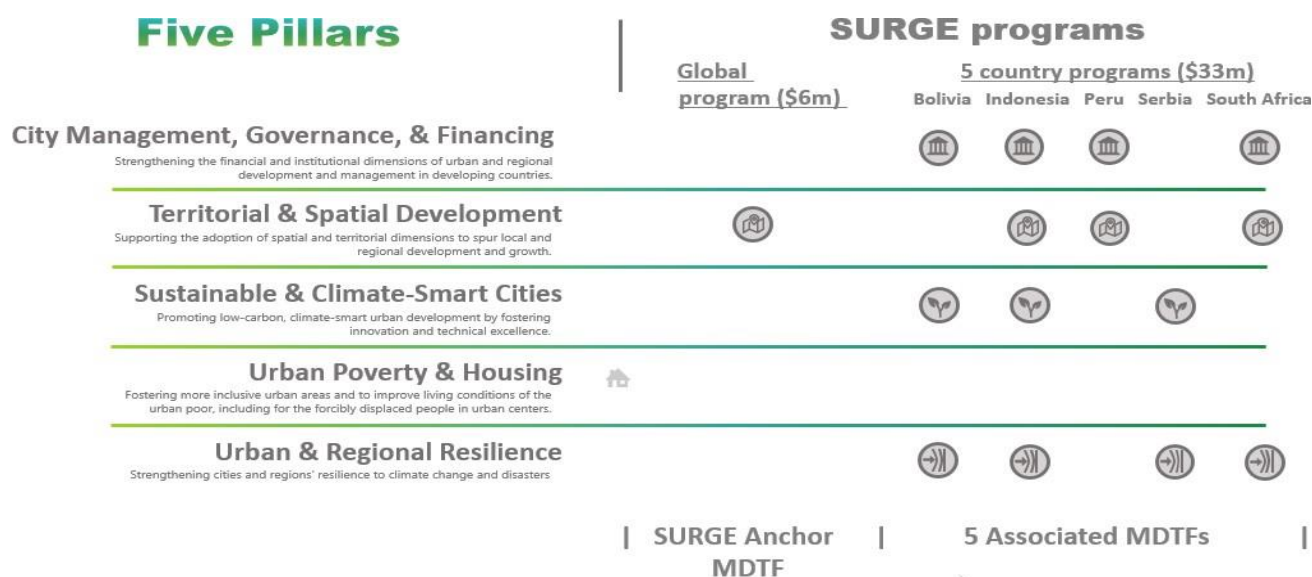 Five Pillars
SURGE programs
Global
program ($6m)
5 country programs ($33m)
Bolivia Indonesia Peru Serbia South Africa
City Management, Governance, & Financing
Strengthening the financial and institutional dimensions of urban and regional
development and management in developing countries.
Territorial & Spatial Development
Supporting the adoption of spatial and territorial dimensions to spur local and
regional development and growth.
Sustainable & Climate-Smart Cities
Promoting low-carbon, climate-smart urban development by fostering
innovation and technical excellence.
Urban Poverty & Housing
Fostering more inclusive urban areas and to improve living conditions of the
urban poor, including for the forcibly displaced people in urban centers.
Urban & Regional Resilience
Strengthening cities and regions' resilience to climate change and disasters
| SURGE Anchor | 5 Associated MDTFs |
MDTF